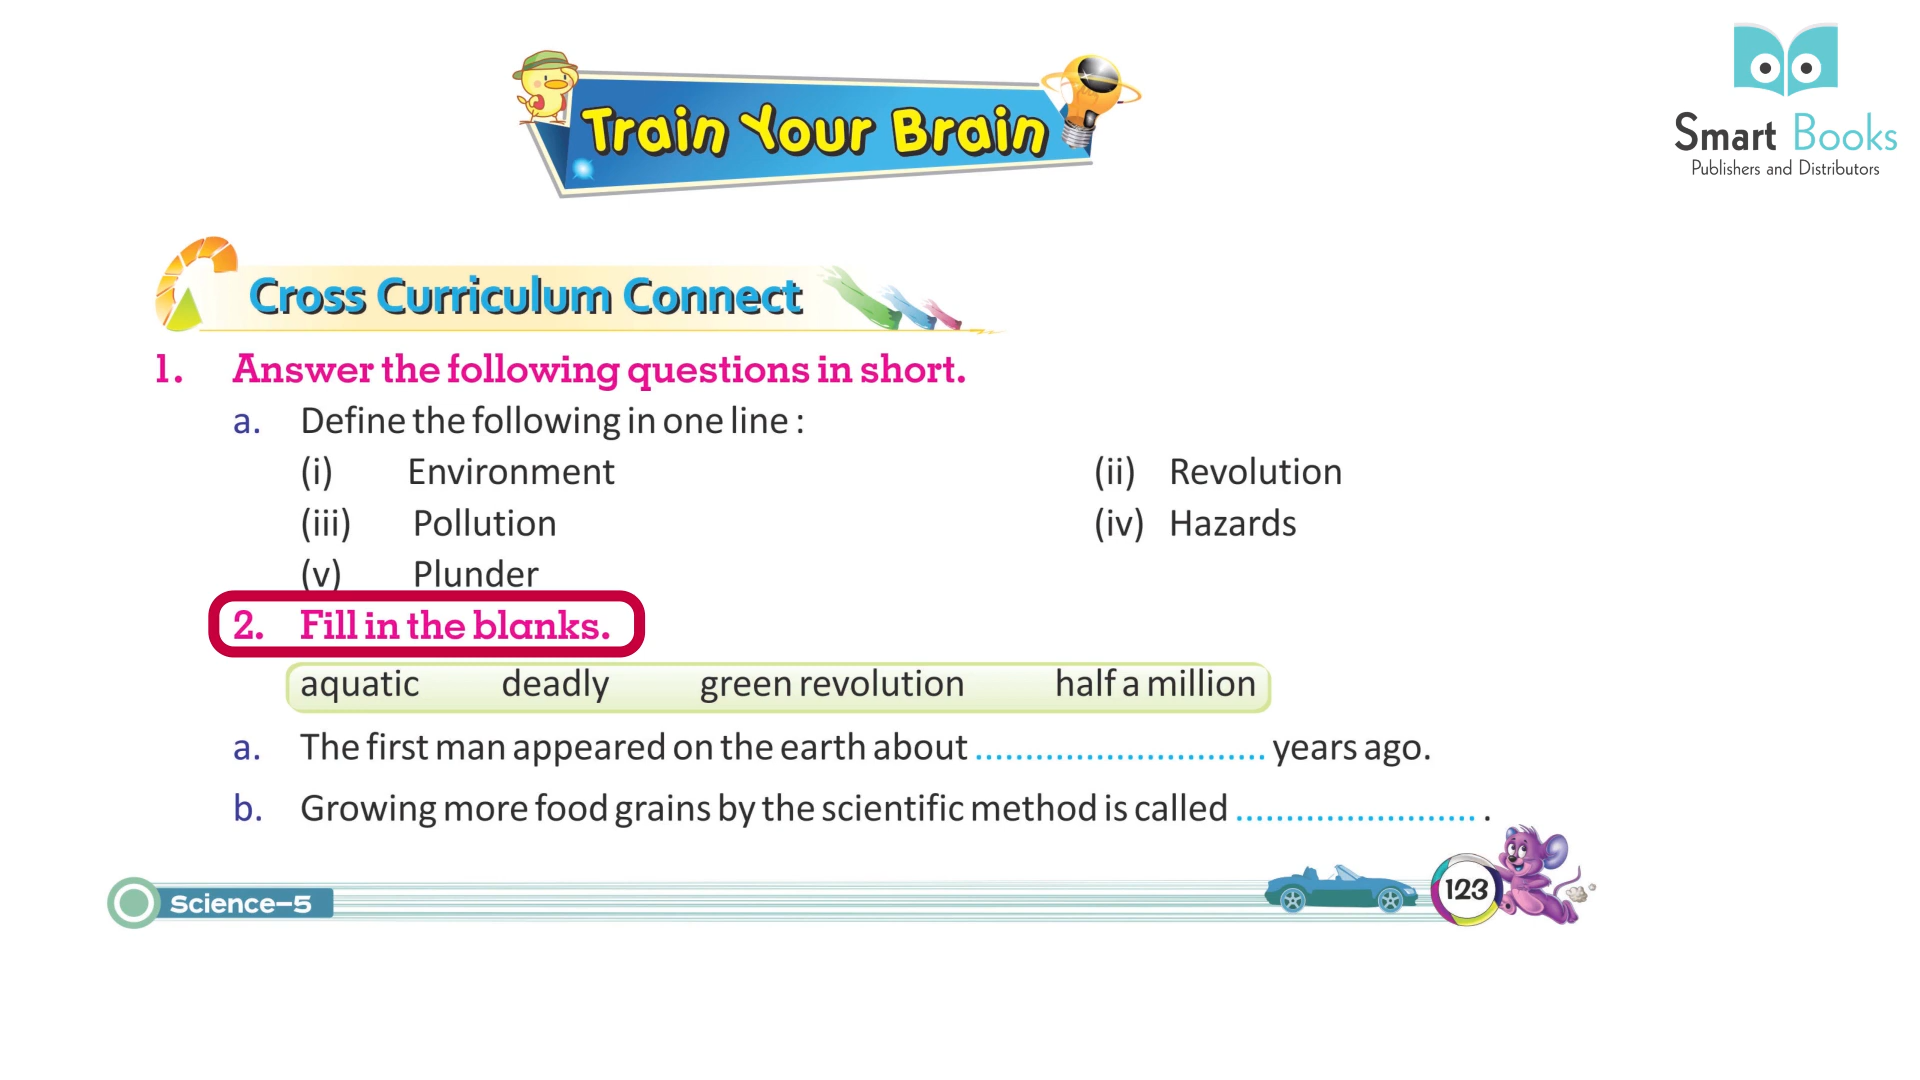 Train Your Brain
Smart Books
Publishers and Distributors
Cross Curriculum Connect
1. Answer the following questions in short.
a. Define the following in one line :
(i) Environment (ii) Revolution
(iii) Pollution (iv) Hazards
(v) Plunder
2. Fill in the blanks.
aquatic deadly green revolution half a million
a. The first man appeared on the earth about ............................. years ago.
b. Growing more food grains by the scientific method is called ........................ .
Science–5
123